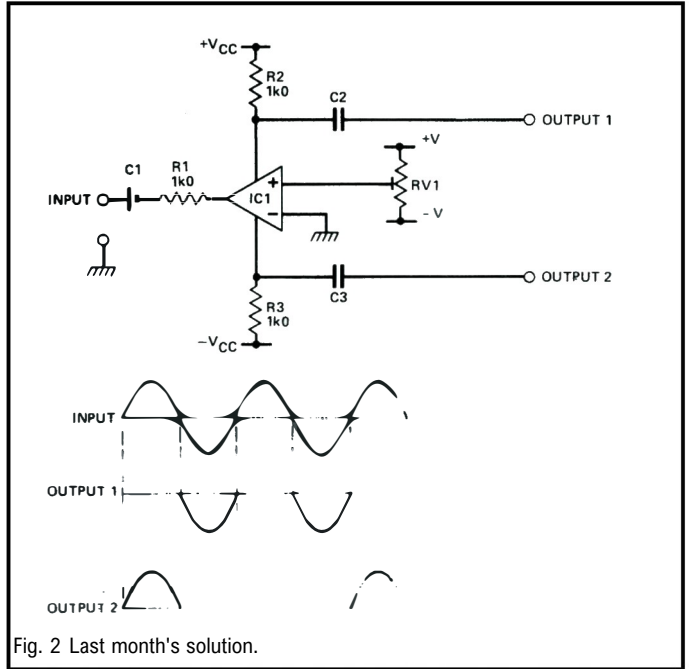 +VCC
R2
1k0
C2
OUTPUT 1
+V
C1
R1
1k0
INPUT
+
IC1
−
RV1
- V
OUTPUT 2
C3
R3
1k0
−VCC
INPUT
OUTPUT 1
OUTPUT 2
Fig. 2 Last month's solution.